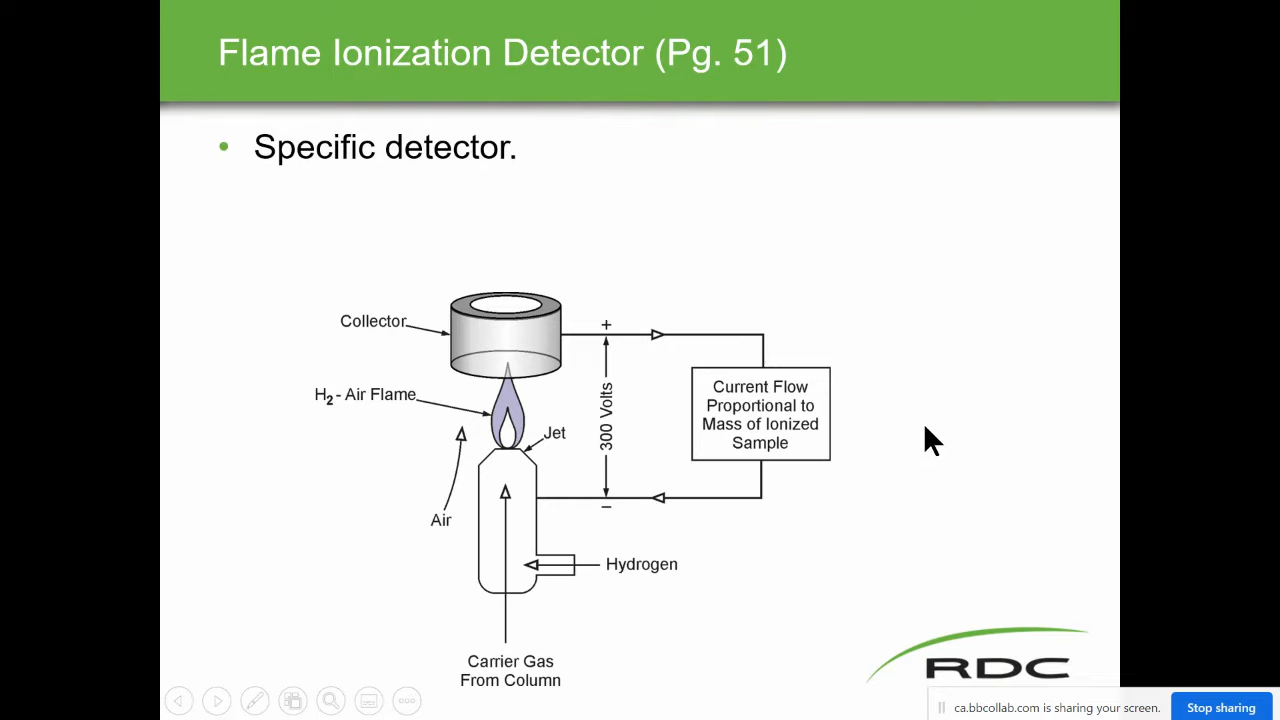 Flame Ionization Detector (Pg. 51)
• Specific detector.
Collector
+
H2 - Air Flame
300 Volts
Current Flow
Proportional to
Mass of Ionized
Sample
Jet
Air
–
Hydrogen
Carrier Gas
From Column
RDC
ca.bbcollab.com is sharing your screen.
Stop sharing